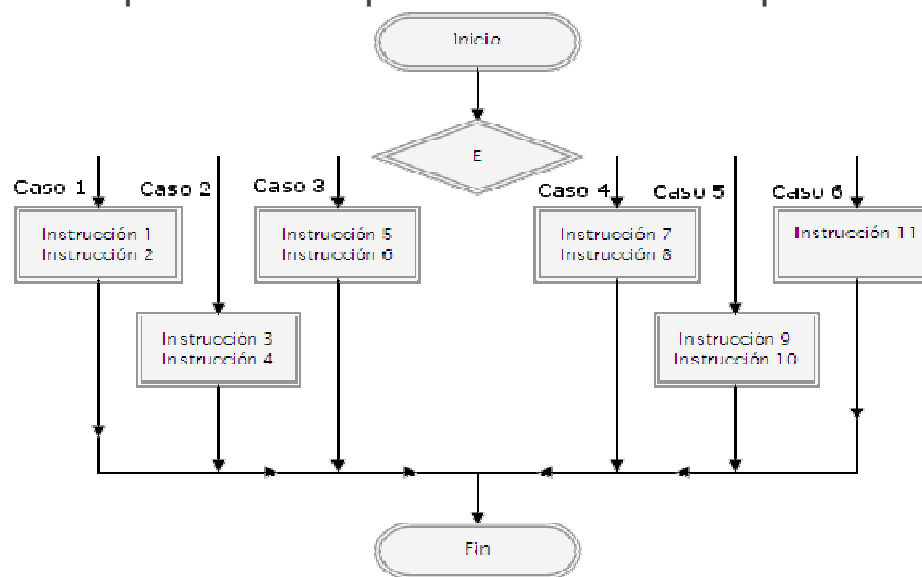 Inicio
E
Caso 1
Caso 2
Caso 3
Caso 4
Caso 5
Caso 6
Instrucción 1
Instrucción 2
Instrucción 5
Instrucción 6
Instrucción 7
Instrucción 8
Instrucción 11
Instrucción 3
Instrucción 4
Instrucción 9
Instrucción 10
Fin